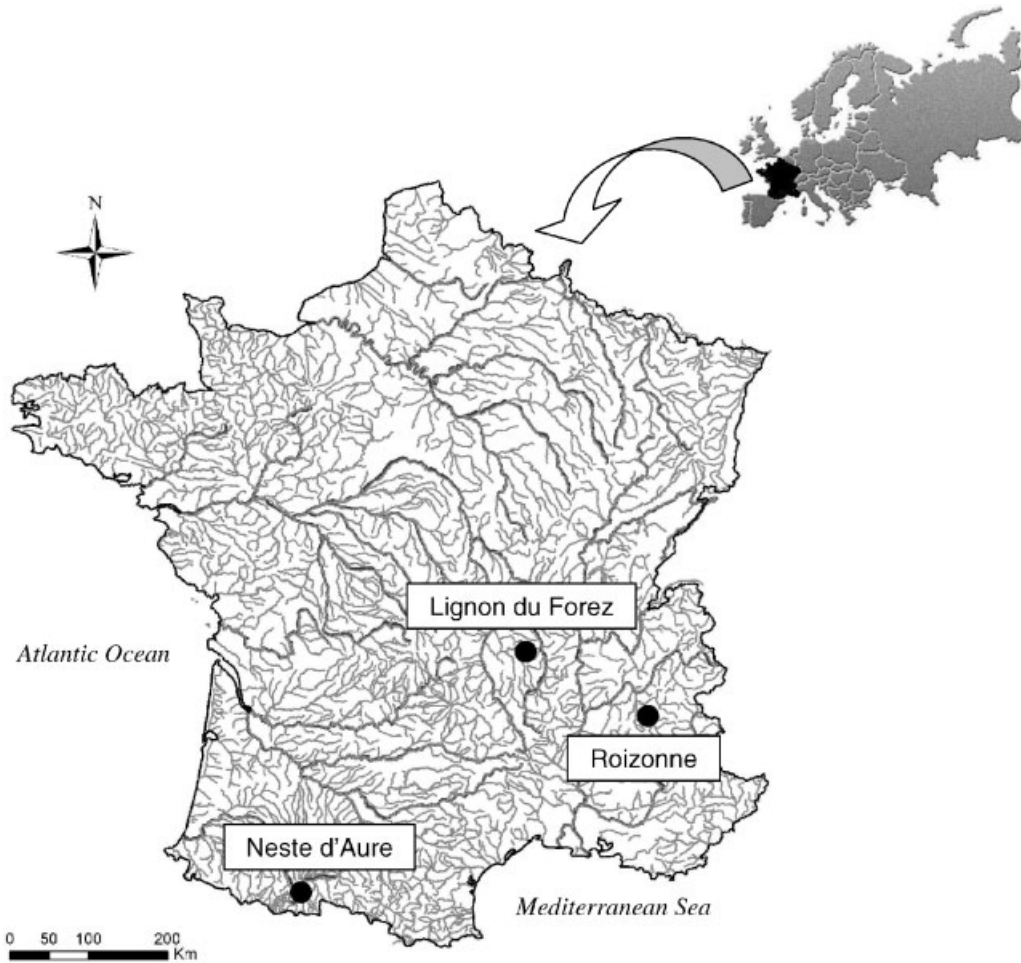 N
Lignon du Forez
Atlantic Ocean
Roizonne
Neste d'Aure
Mediterranean Sea
0 50 100 200
Km